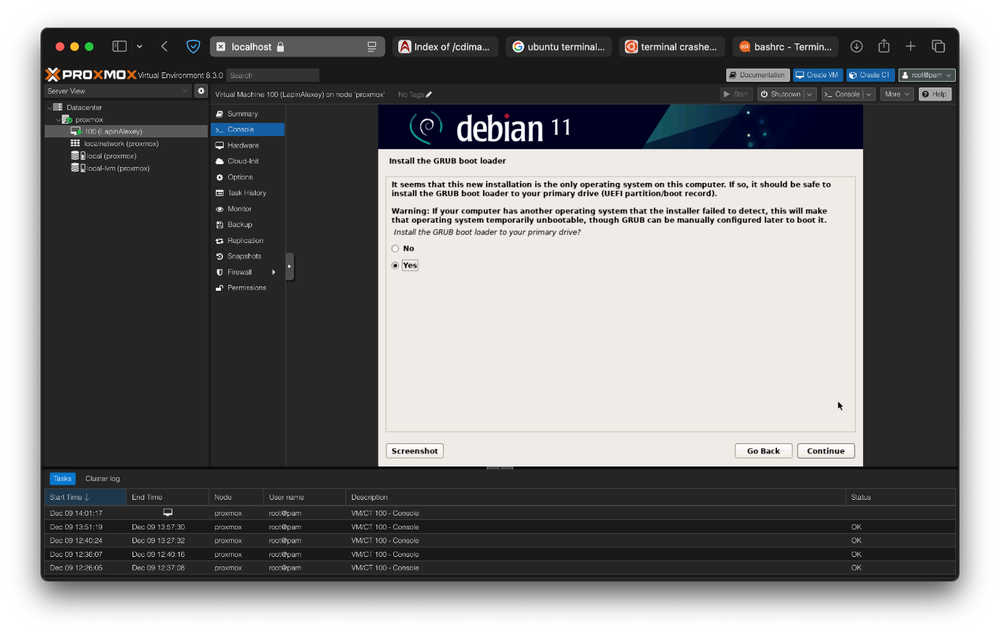 localhost
Index of /cdima...
ubuntu terminal...
terminal crashe...
ask
bashrc - Termin...
PROXMOX Virtual Environment 8.3.0
Search
Documentation
Create VM
Create CT
root@pam
Server View
Virtual Machine 100 (LapinAlexey) on node 'proxmox'
No Tags
Start
Shutdown
Console
More
Help
Datacenter
proxmox
100 (LapinAlexey)
localnetwork (proxmox)
local (proxmox)
local-lvm (proxmox)
Summary
Console
Hardware
Cloud-Init
Options
Task History
Monitor
Backup
Replication
Snapshots
Firewall
Permissions
debian 11
Install the GRUB boot loader
It seems that this new installation is the only operating system on this computer. If so, it should be safe to
install the GRUB boot loader to your primary drive (UEFI partition/boot record).
Warning: If your computer has another operating system that the installer failed to detect, this will make
that operating system temporarily unbootable, though GRUB can be manually configured later to boot it.
Install the GRUB boot loader to your primary drive?
No
Yes
Screenshot
Go Back
Continue
Tasks
Cluster log
Start Time End Time Node User name Description Status
Dec 09 14:01:17 proxmox root@pam VM/CT 100 - Console
Dec 09 13:51:19 Dec 09 13:57:30 proxmox root@pam VM/CT 100 - Console OK
Dec 09 12:40:24 Dec 09 13:27:32 proxmox root@pam VM/CT 100 - Console OK
Dec 09 12:36:07 Dec 09 12:40:16 proxmox root@pam VM/CT 100 - Console OK
Dec 09 12:26:05 Dec 09 12:37:08 proxmox root@pam VM/CT 100 - Console OK